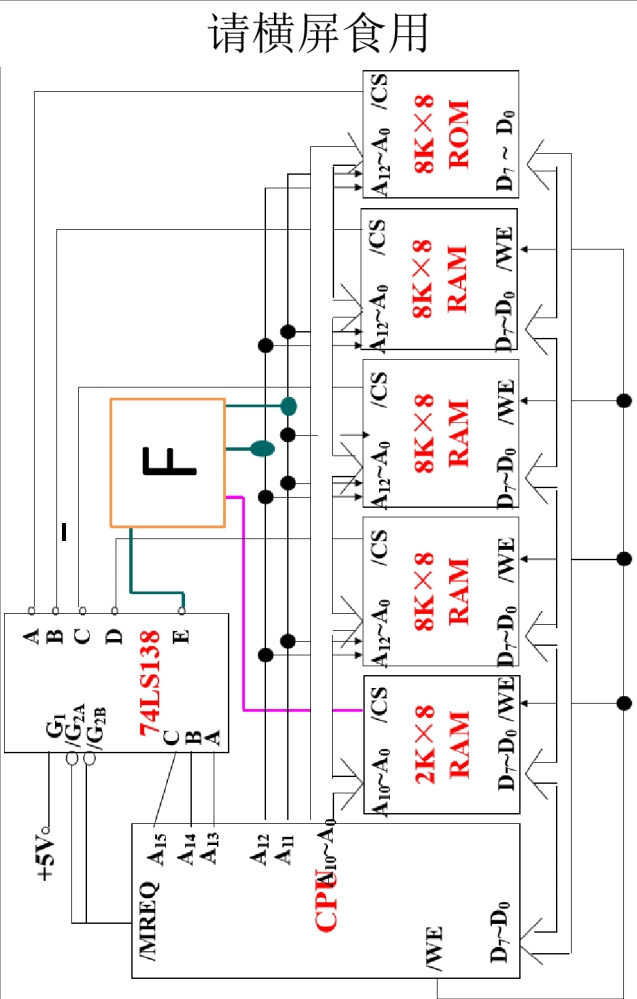 请横屏食用
/CS
A₁₂~A₀
8K×8
ROM
D₇ ~ D₀
/CS
A₁₂~A₀
8K×8
RAM
/WE
D₇~D₀
/CS
A₁₂~A₀
8K×8
RAM
/WE
D₇~D₀
/CS
A₁₂~A₀
8K×8
RAM
/WE
D₇~D₀
/CS
A₁₀~A₀
2K×8
RAM
/WE
D₇~D₀
F
A
B
C
D
E
74LS138
G₁
/G₂A
/G₂B
C
B
A
+5V
/MREQ
A₁₅
A₁₄
A₁₃
A₁₂
A₁₁
A₁₀~A₀
CPU
/WE
D₇~D₀